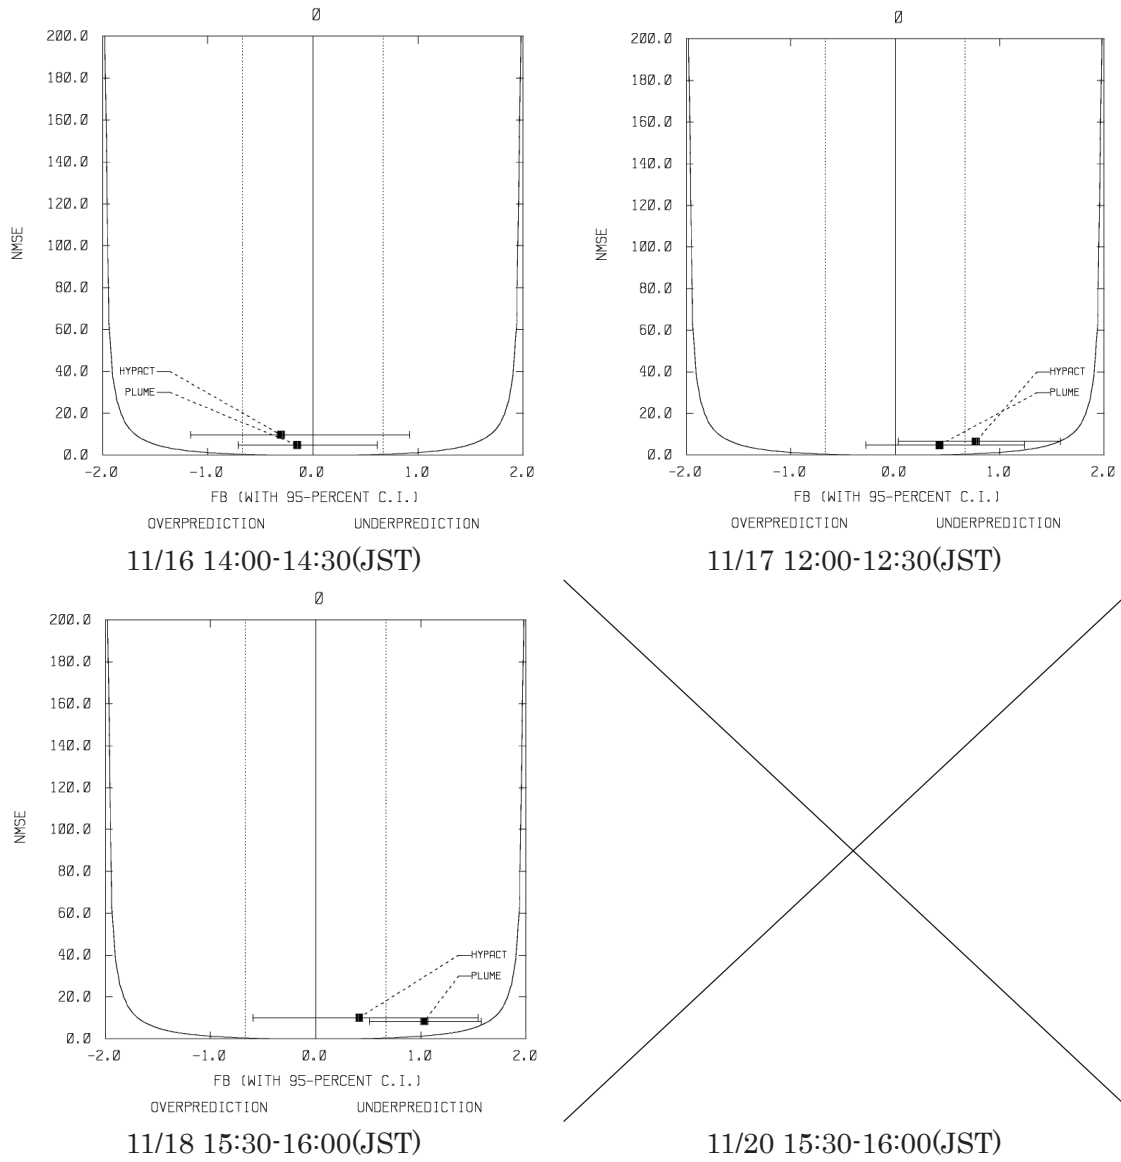 Ø
200.0
180.0
160.0
140.0
120.0
100.0
80.0
60.0
40.0
20.0
0.0
NMSE
HYPACT
PLUME
-2.0 -1.0 0.0 1.0 2.0
FB (WITH 95-PERCENT C.I.)
OVERPREDICTION UNDERPREDICTION
11/16 14:00-14:30(JST)
Ø
200.0
180.0
160.0
140.0
120.0
100.0
80.0
60.0
40.0
20.0
0.0
NMSE
HYPACT
PLUME
-2.0 -1.0 0.0 1.0 2.0
FB (WITH 95-PERCENT C.I.)
OVERPREDICTION UNDERPREDICTION
11/17 12:00-12:30(JST)
Ø
200.0
180.0
160.0
140.0
120.0
100.0
80.0
60.0
40.0
20.0
0.0
NMSE
HYPACT
PLUME
-2.0 -1.0 0.0 1.0 2.0
FB (WITH 95-PERCENT C.I.)
OVERPREDICTION UNDERPREDICTION
11/18 15:30-16:00(JST)
11/20 15:30-16:00(JST)